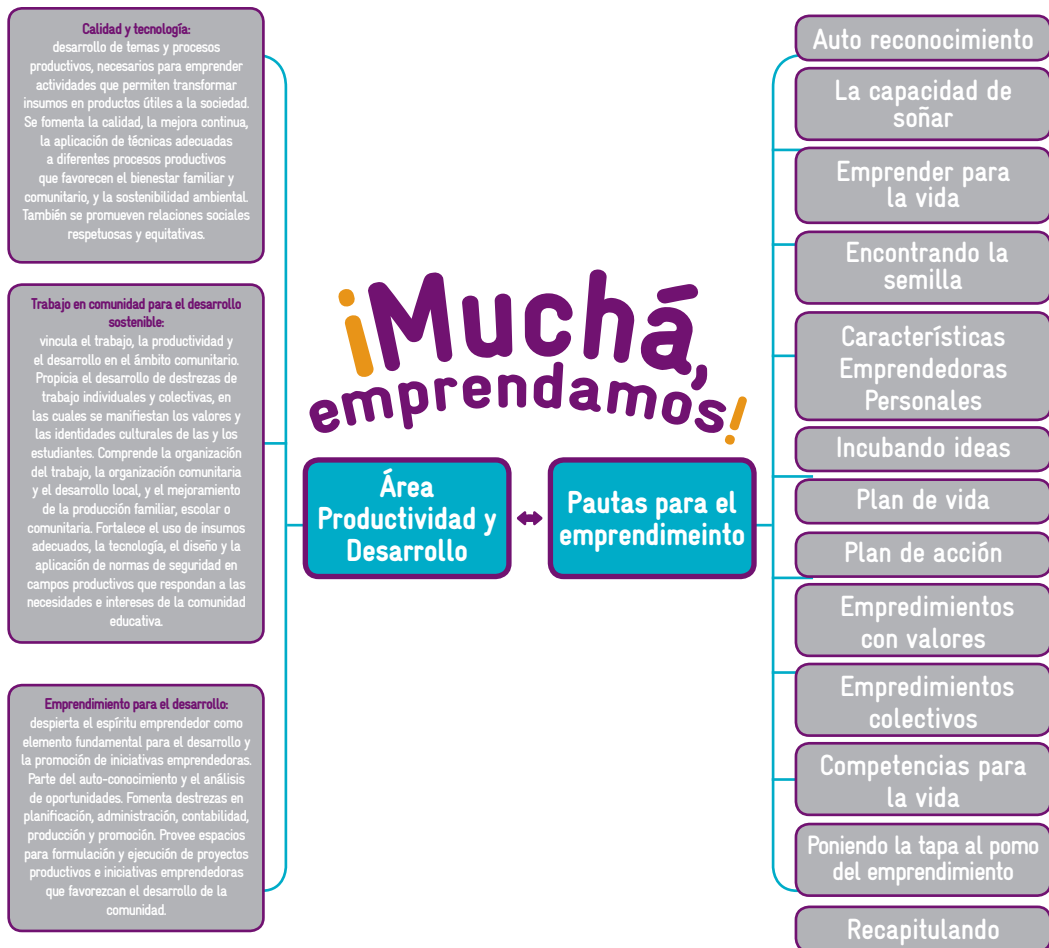 Calidad y tecnología:
desarrollo de temas y procesos
productivos, necesarios para emprender
actividades que permiten transformar
insumos en productos útiles a la sociedad.
Se fomenta la calidad, la mejora continua,
la aplicación de técnicas adecuadas
a diferentes procesos productivos
que favorecen el bienestar familiar y
comunitario, y la sostenibilidad ambiental.
También se promueven relaciones sociales
respetuosas y equitativas.
Trabajo en comunidad para el desarrollo
sostenible:
vincula el trabajo, la productividad y
el desarrollo en el ámbito comunitario.
Propicia el desarrollo de destrezas de
trabajo individuales y colectivas, en
las cuales se manifiestan los valores y
las identidades culturales de las y los
estudiantes. Comprende la organización
del trabajo, la organización comunitaria
y el desarrollo local, y el mejoramiento
de la producción familiar, escolar o
comunitaria. Fortalece el uso de insumos
adecuados, la tecnología, el diseño y la
aplicación de normas de seguridad en
campos productivos que respondan a las
necesidades e intereses de la comunidad
educativa.
Emprendimiento para el desarrollo:
despierta el espíritu emprendedor como
elemento fundamental para el desarrollo y
la promoción de iniciativas emprendedoras.
Parte del auto-conocimiento y el análisis
de oportunidades. Fomenta destrezas en
planificación, administración, contabilidad,
producción y promoción. Provee espacios
para formulación y ejecución de proyectos
productivos e iniciativas emprendedoras
que favorezcan el desarrollo de la
comunidad.
¡Muchá,
emprendamos!
Área
Productividad y
Desarrollo
Pautas para el
emprendimeinto
Auto reconocimiento
La capacidad de
soñar
Emprender para
la vida
Encontrando la
semilla
Características
Emprendedoras
Personales
Incubando ideas
Plan de vida
Plan de acción
Empredimientos
con valores
Empredimientos
colectivos
Competencias para
la vida
Poniendo la tapa al pomo
del emprendimiento
Recapitulando